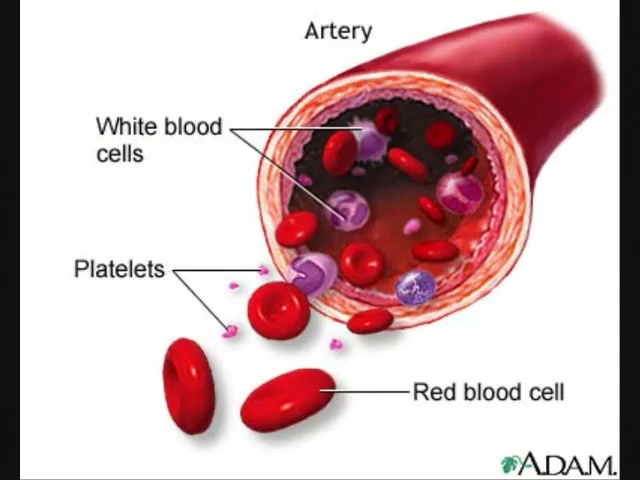 Artery
White blood
cells
Platelets
Red blood cell
A.D.A.M.